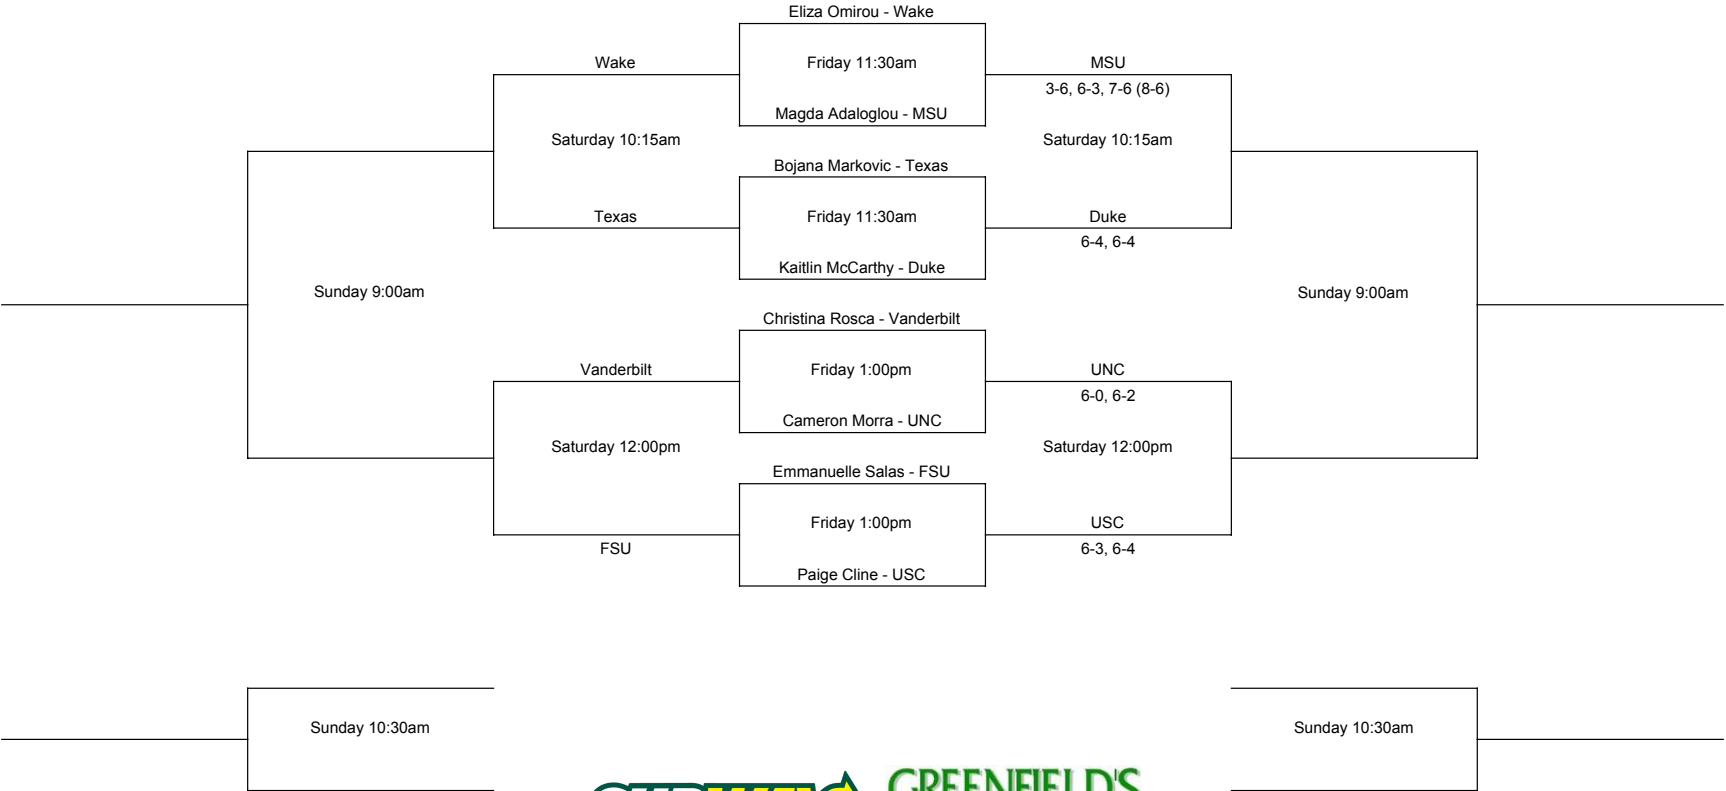 Eliza Omirou - Wake
Wake
Friday 11:30am
MSU
3-6, 6-3, 7-6 (8-6)
Magda Adaloglou - MSU
Saturday 10:15am
Saturday 10:15am
Bojana Markovic - Texas
Texas
Friday 11:30am
Duke
6-4, 6-4
Kaitlin McCarthy - Duke
Sunday 9:00am
Sunday 9:00am
Christina Rosca - Vanderbilt
Vanderbilt
Friday 1:00pm
UNC
6-0, 6-2
Cameron Morra - UNC
Saturday 12:00pm
Saturday 12:00pm
Emmanuelle Salas - FSU
Friday 1:00pm
USC
FSU
6-3, 6-4
Paige Cline - USC
Sunday 10:30am
Sunday 10:30am
GREENFIELD'S